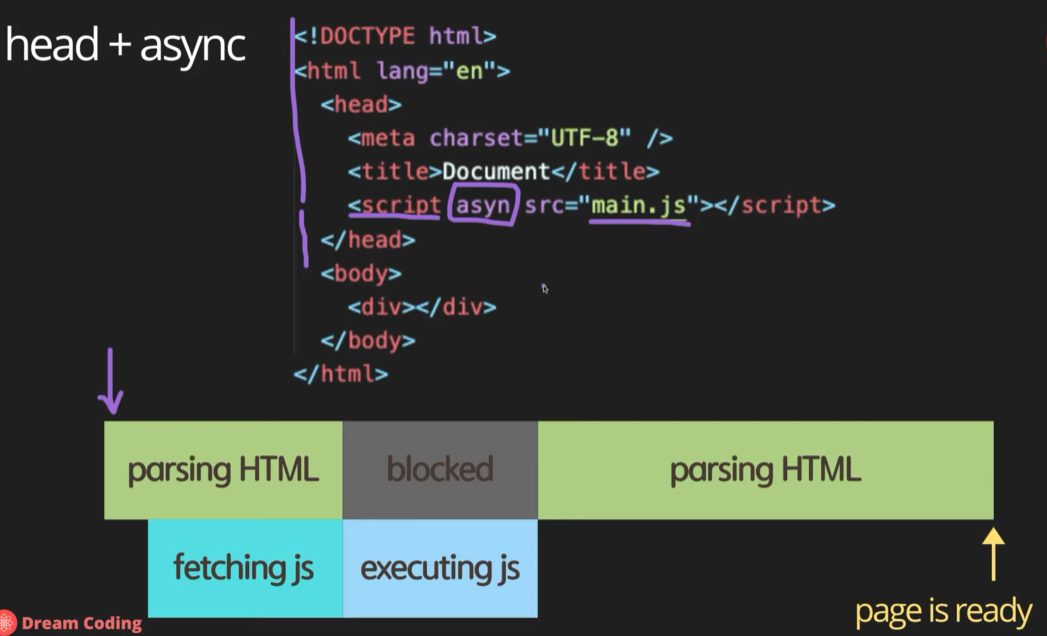 head + async
<!DOCTYPE html>
<html lang="en">
<head>
<meta charset="UTF-8" />
<title>Document</title>
<script asyn src="main.js"></script>
</head>
<body>
<div></div>
</body>
</html>
parsing HTML blocked parsing HTML
fetching js executing js
page is ready
Dream Coding